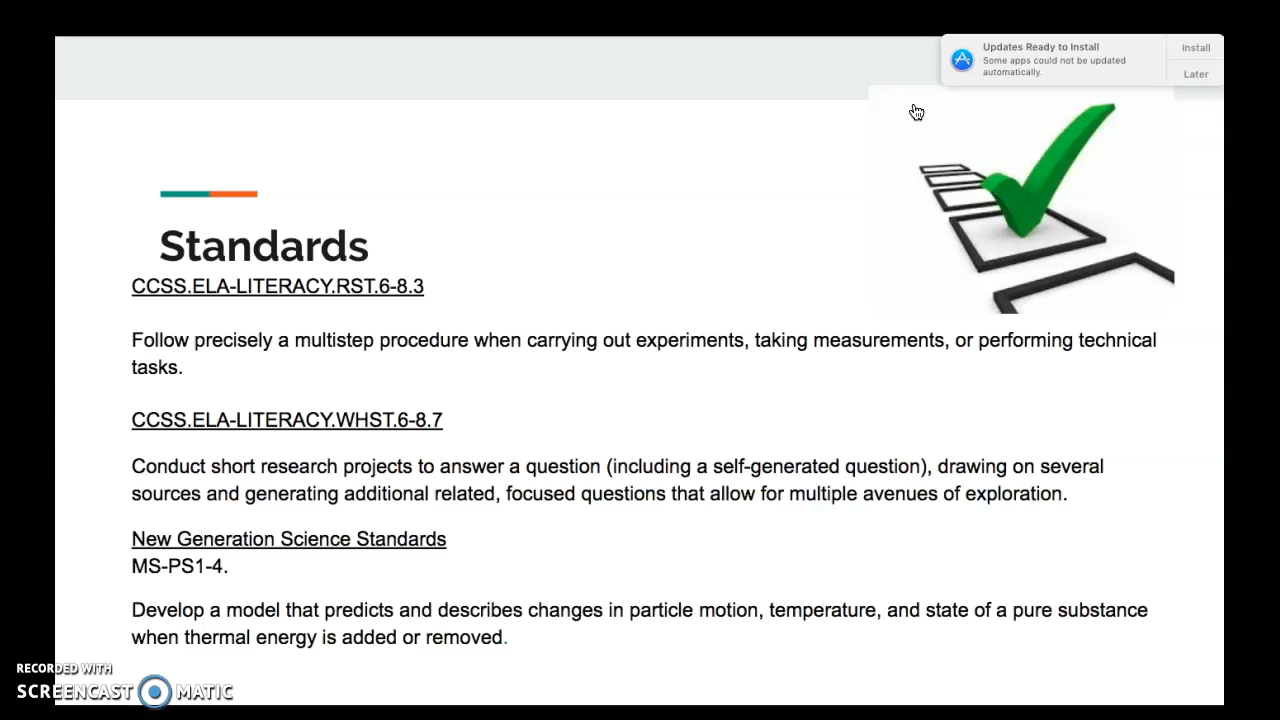 Updates Ready to Install
Some apps could not be updated
automatically.
Install
Later
Standards
CCSS.ELA-LITERACY.RST.6-8.3
Follow precisely a multistep procedure when carrying out experiments, taking measurements, or performing technical
tasks.
CCSS.ELA-LITERACY.WHST.6-8.7
Conduct short research projects to answer a question (including a self-generated question), drawing on several
sources and generating additional related, focused questions that allow for multiple avenues of exploration.
New Generation Science Standards
MS-PS1-4.
Develop a model that predicts and describes changes in particle motion, temperature, and state of a pure substance
when thermal energy is added or removed.
RECORDED WITH
SCREENCAST MATIC